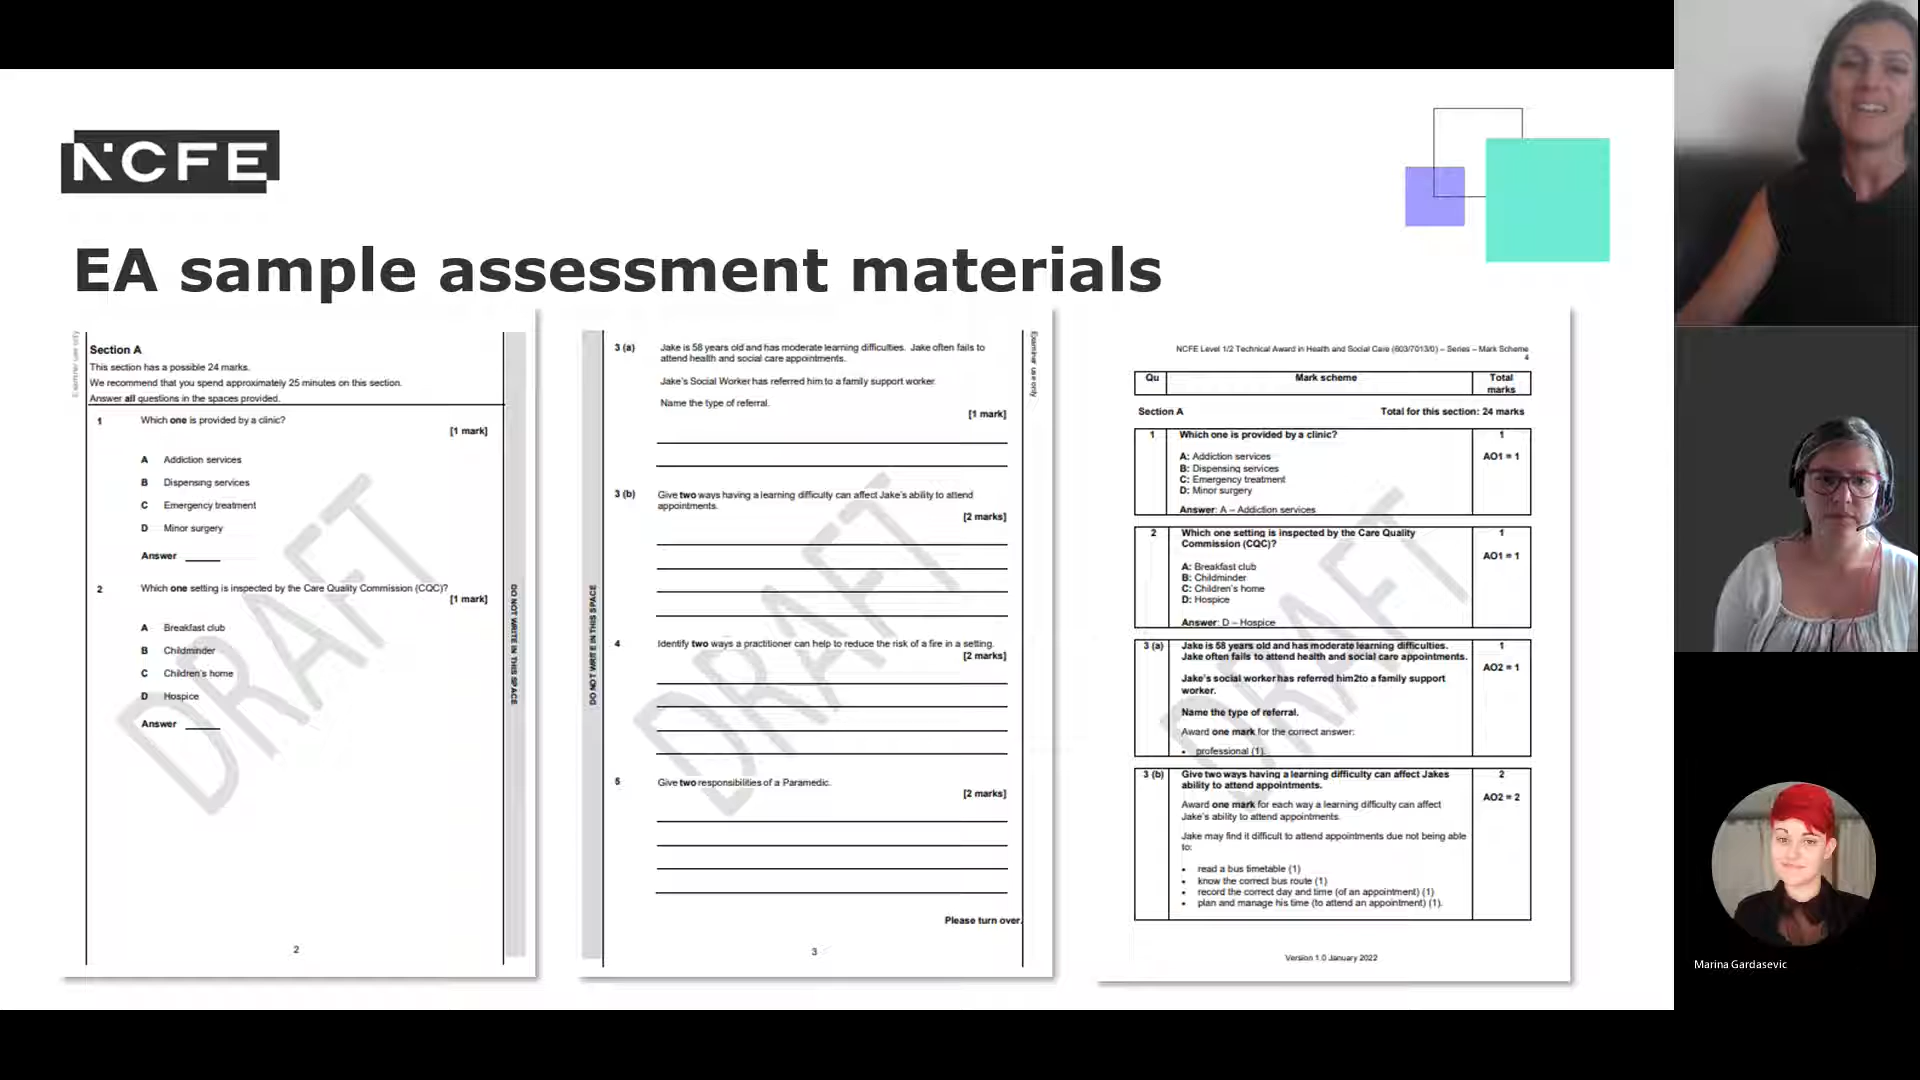 NCFE
EA sample assessment materials
Examiner use only
Section A
This section has a possible 24 marks.
We recommend that you spend approximately 25 minutes on this section.
Answer all questions in the spaces provided.
1 Which one is provided by a clinic?
[1 mark]
A Addiction services
B Dispensing services
C Emergency treatment
D Minor surgery
Answer
2 Which one setting is inspected by the Care Quality Commission (CQC)?
[1 mark]
A Breakfast club
B Childminder
C Children's home
D Hospice
Answer
DO NOT WRITE IN THIS SPACE
DRAFT
2
3 (a) Jake is 58 years old and has moderate learning difficulties. Jake often fails to
attend health and social care appointments.
Jake's Social Worker has referred him to a family support worker.
Name the type of referral.
[1 mark]
3 (b) Give two ways having a learning difficulty can affect Jake's ability to attend
appointments.
[2 marks]
4 Identify two ways a practitioner can help to reduce the risk of a fire in a setting.
[2 marks]
5 Give two responsibilities of a Paramedic.
[2 marks]
Please turn over.
DO NOT WRITE IN THIS SPACE
Examiner use only
DRAFT
3
NCFE Level 1/2 Technical Award in Health and Social Care (603/7013/0) – Series – Mark Scheme
4
Qu Mark scheme Total
marks
Section A Total for this section: 24 marks
1 Which one is provided by a clinic? 1
A: Addiction services AO1 = 1
B: Dispensing services
C: Emergency treatment
D: Minor surgery
Answer: A – Addiction services
2 Which one setting is inspected by the Care Quality 1
Commission (CQC)?
AO1 = 1
A: Breakfast club
B: Childminder
C: Children's home
D: Hospice
Answer: D – Hospice
3 (a) Jake is 58 years old and has moderate learning difficulties. 1
Jake often fails to attend health and social care appointments.
AO2 = 1
Jake's social worker has referred him2to a family support
worker.
Name the type of referral.
Award one mark for the correct answer:
• professional (1).
3 (b) Give two ways having a learning difficulty can affect Jakes 2
ability to attend appointments.
AO2 = 2
Award one mark for each way a learning difficulty can affect
Jake's ability to attend appointments.
Jake may find it difficult to attend appointments due not being able
to:
• read a bus timetable (1)
• know the correct bus route (1)
• record the correct day and time (of an appointment) (1)
• plan and manage his time (to attend an appointment) (1).
DRAFT
Version 1.0 January 2022
Marina Gardasevic